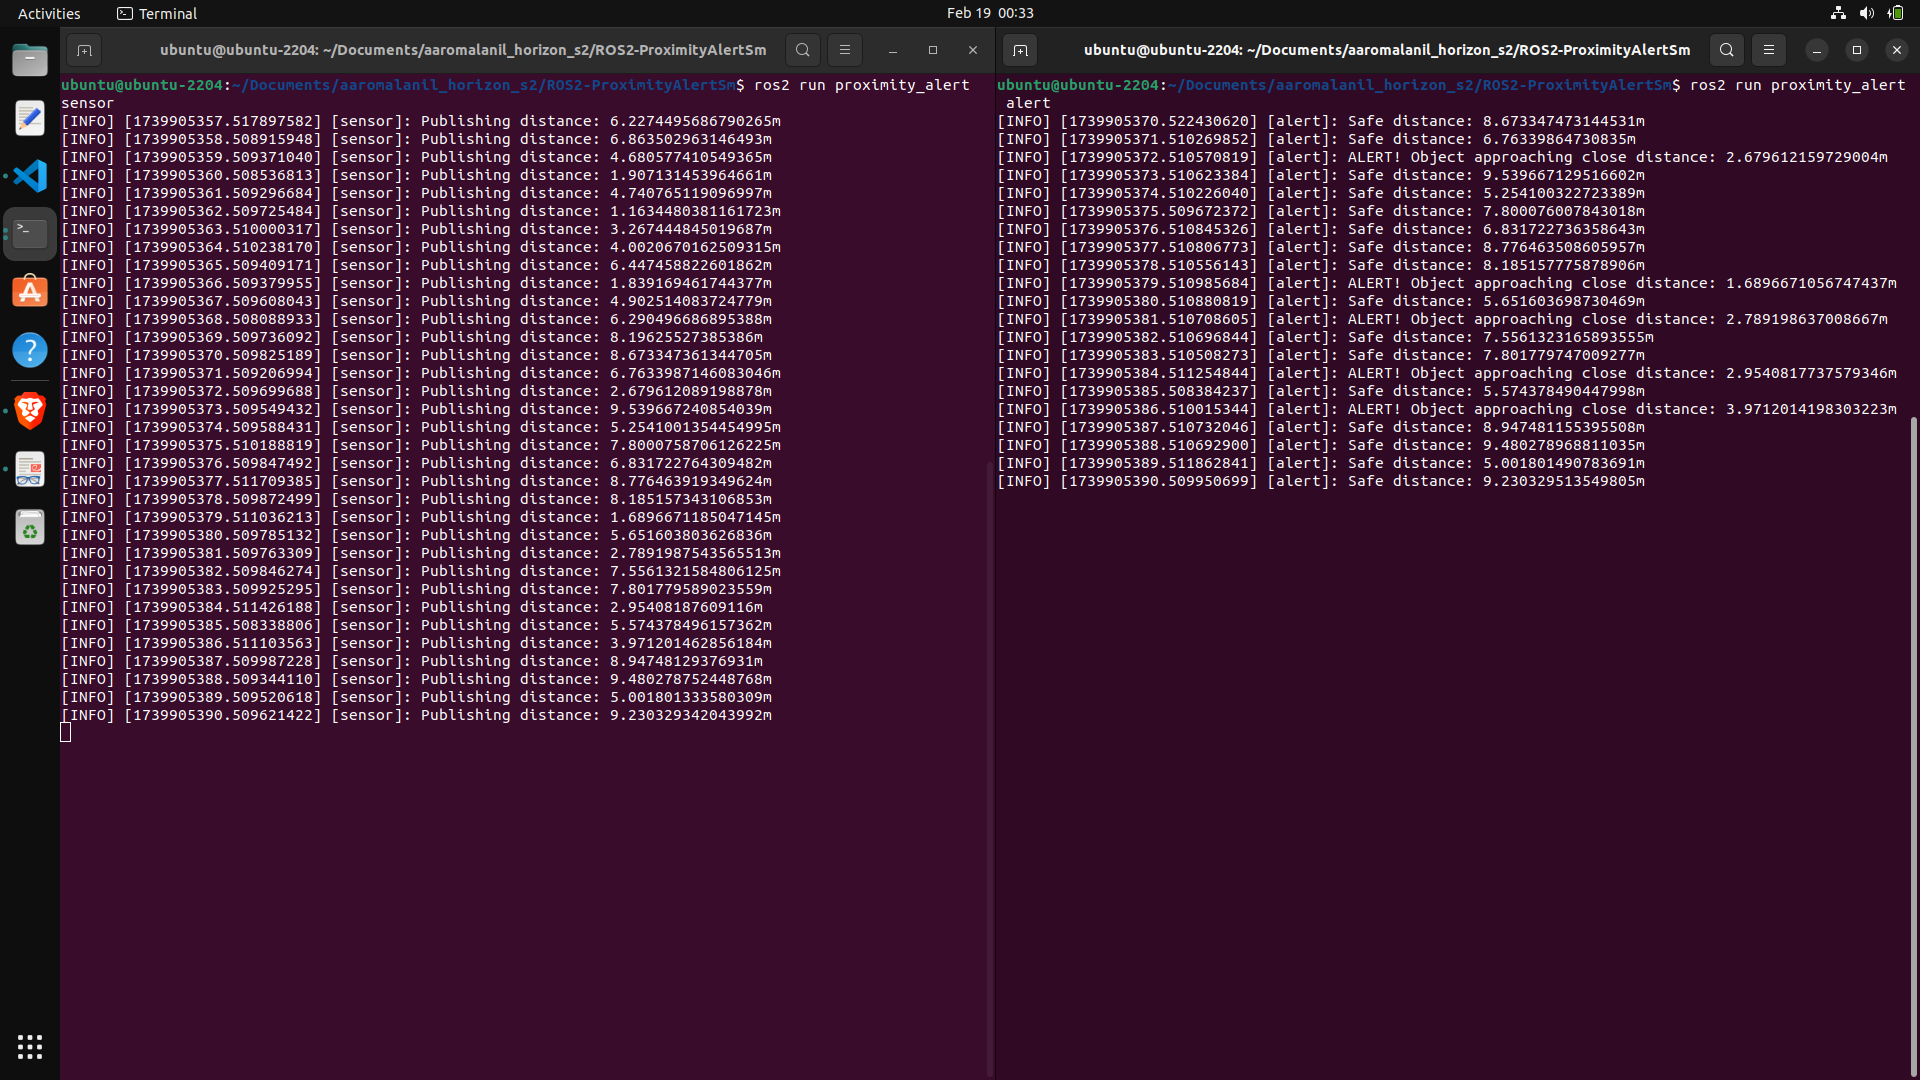 Activities
Terminal
Feb 19 00:33
ubuntu@ubuntu-2204: ~/Documents/aaromalanil_horizon_s2/ROS2-ProximityAlertSm
ubuntu@ubuntu-2204:~/Documents/aaromalanil_horizon_s2/ROS2-ProximityAlertSm$ ros2 run proximity_alert
sensor
[INFO] [1739905357.517897582] [sensor]: Publishing distance: 6.2274495686790265m
[INFO] [1739905358.508915948] [sensor]: Publishing distance: 6.863502963146493m
[INFO] [1739905359.509371040] [sensor]: Publishing distance: 4.680577410549365m
[INFO] [1739905360.508536813] [sensor]: Publishing distance: 1.907131453964661m
[INFO] [1739905361.509296684] [sensor]: Publishing distance: 4.740765119096997m
[INFO] [1739905362.509725484] [sensor]: Publishing distance: 1.1634480381161723m
[INFO] [1739905363.510000317] [sensor]: Publishing distance: 3.267444845019687m
[INFO] [1739905364.510238170] [sensor]: Publishing distance: 4.0020670162509315m
[INFO] [1739905365.509409171] [sensor]: Publishing distance: 6.447458822601862m
[INFO] [1739905366.509379955] [sensor]: Publishing distance: 1.839169461744377m
[INFO] [1739905367.509608043] [sensor]: Publishing distance: 4.902514083724779m
[INFO] [1739905368.508088933] [sensor]: Publishing distance: 6.290496686895388m
[INFO] [1739905369.509736092] [sensor]: Publishing distance: 8.19625527385386m
[INFO] [1739905370.509825189] [sensor]: Publishing distance: 8.673347361344705m
[INFO] [1739905371.509206994] [sensor]: Publishing distance: 6.7633987146083046m
[INFO] [1739905372.509699688] [sensor]: Publishing distance: 2.679612089198878m
[INFO] [1739905373.509549432] [sensor]: Publishing distance: 9.539667240854039m
[INFO] [1739905374.509588431] [sensor]: Publishing distance: 5.2541001354454995m
[INFO] [1739905375.510188819] [sensor]: Publishing distance: 7.8000758706126225m
[INFO] [1739905376.509847492] [sensor]: Publishing distance: 6.831722764309482m
[INFO] [1739905377.511709385] [sensor]: Publishing distance: 8.776463919349624m
[INFO] [1739905378.509872499] [sensor]: Publishing distance: 8.185157343106853m
[INFO] [1739905379.511036213] [sensor]: Publishing distance: 1.6896671185047145m
[INFO] [1739905380.509785132] [sensor]: Publishing distance: 5.651603803626836m
[INFO] [1739905381.509763309] [sensor]: Publishing distance: 2.7891987543565513m
[INFO] [1739905382.509846274] [sensor]: Publishing distance: 7.5561321584806125m
[INFO] [1739905383.509925295] [sensor]: Publishing distance: 7.801779589023559m
[INFO] [1739905384.511426188] [sensor]: Publishing distance: 2.95408187609116m
[INFO] [1739905385.508338806] [sensor]: Publishing distance: 5.574378496157362m
[INFO] [1739905386.511103563] [sensor]: Publishing distance: 3.971201462856184m
[INFO] [1739905387.509987228] [sensor]: Publishing distance: 8.94748129376931m
[INFO] [1739905388.509344110] [sensor]: Publishing distance: 9.480278752448768m
[INFO] [1739905389.509520618] [sensor]: Publishing distance: 5.001801333580309m
[INFO] [1739905390.509621422] [sensor]: Publishing distance: 9.230329342043992m
ubuntu@ubuntu-2204: ~/Documents/aaromalanil_horizon_s2/ROS2-ProximityAlertSm
ubuntu@ubuntu-2204:~/Documents/aaromalanil_horizon_s2/ROS2-ProximityAlertSm$ ros2 run proximity_alert
alert
[INFO] [1739905370.522430620] [alert]: Safe distance: 8.673347473144531m
[INFO] [1739905371.510269852] [alert]: Safe distance: 6.76339864730835m
[INFO] [1739905372.510570819] [alert]: ALERT! Object approaching close distance: 2.679612159729004m
[INFO] [1739905373.510623384] [alert]: Safe distance: 9.539667129516602m
[INFO] [1739905374.510226040] [alert]: Safe distance: 5.254100322723389m
[INFO] [1739905375.509672372] [alert]: Safe distance: 7.800076007843018m
[INFO] [1739905376.510845326] [alert]: Safe distance: 6.831722736358643m
[INFO] [1739905377.510806773] [alert]: Safe distance: 8.776463508605957m
[INFO] [1739905378.510556143] [alert]: Safe distance: 8.185157775878906m
[INFO] [1739905379.510985684] [alert]: ALERT! Object approaching close distance: 1.6896671056747437m
[INFO] [1739905380.510880819] [alert]: Safe distance: 5.651603698730469m
[INFO] [1739905381.510708605] [alert]: ALERT! Object approaching close distance: 2.789198637008667m
[INFO] [1739905382.510696844] [alert]: Safe distance: 7.5561323165893555m
[INFO] [1739905383.510508273] [alert]: Safe distance: 7.801779747009277m
[INFO] [1739905384.511254844] [alert]: ALERT! Object approaching close distance: 2.9540817737579346m
[INFO] [1739905385.508384237] [alert]: Safe distance: 5.574378490447998m
[INFO] [1739905386.510015344] [alert]: ALERT! Object approaching close distance: 3.9712014198303223m
[INFO] [1739905387.510732046] [alert]: Safe distance: 8.947481155395508m
[INFO] [1739905388.510692900] [alert]: Safe distance: 9.480278968811035m
[INFO] [1739905389.511862841] [alert]: Safe distance: 5.001801490783691m
[INFO] [1739905390.509950699] [alert]: Safe distance: 9.230329513549805m